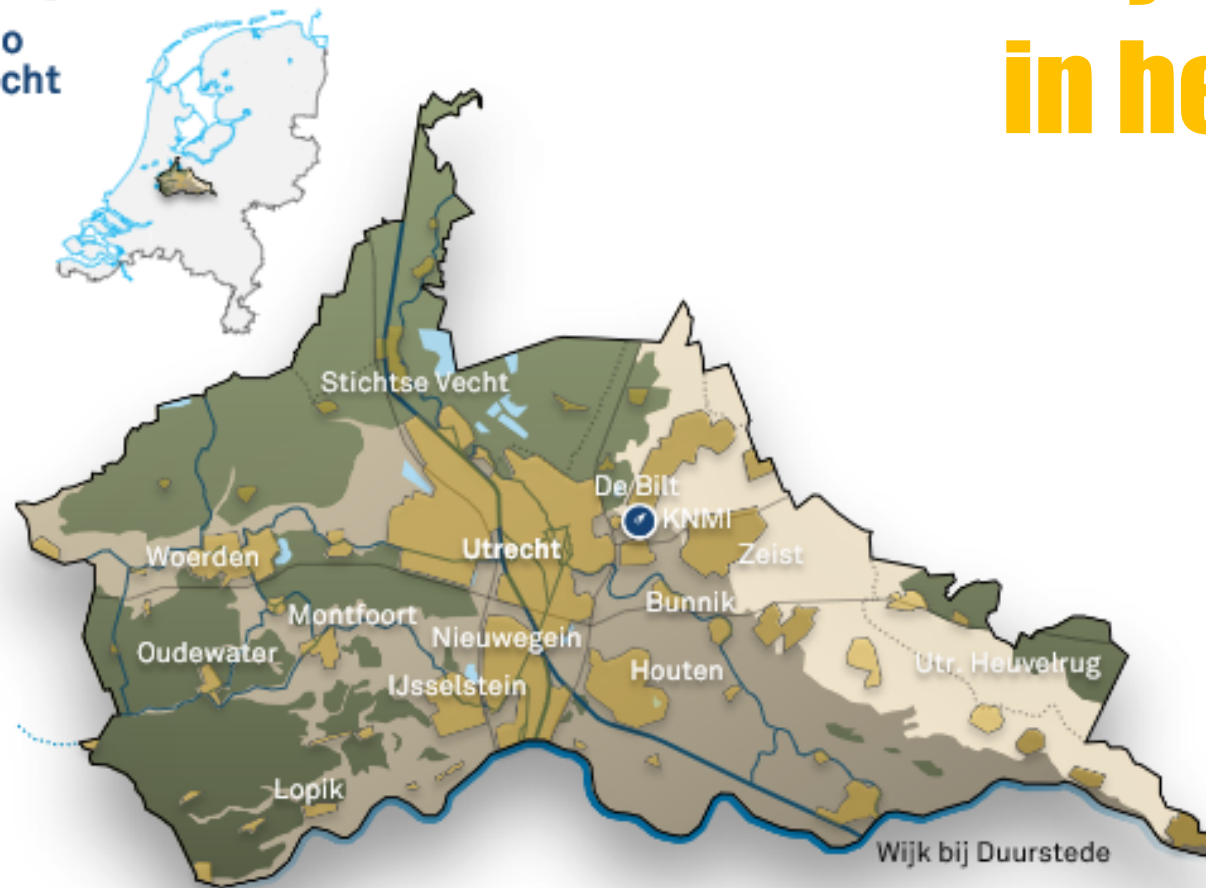 o
cht
in he
Stichtse Vecht
De Bilt
KNMI
Utrecht
Zeist
Woerden
Bunnik
Montfoort
Nieuwegein
Oudewater
Houten
Utr. Heuvelrug
IJsselstein
Lopik
Wijk bij Duurstede